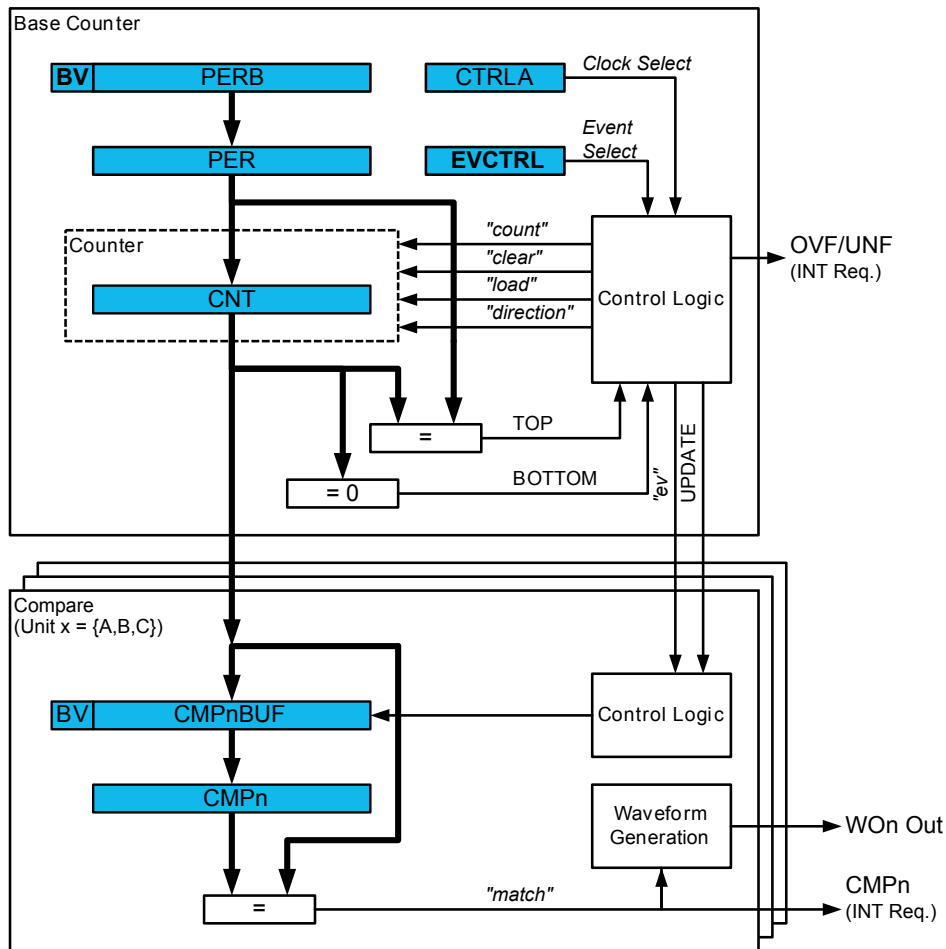 Base Counter
BV PERB
CTRLA
Clock Select
PER
EVCTRL
Event
Select
Counter
CNT
"count"
"clear"
"load"
"direction"
Control Logic
OVF/UNF
(INT Req.)
=
TOP
= 0
BOTTOM
"ev"
UPDATE
Compare
(Unit x = {A,B,C})
BV CMPnBUF
Control Logic
CMPn
Waveform
Generation
WOn Out
=
"match"
CMPn
(INT Req.)